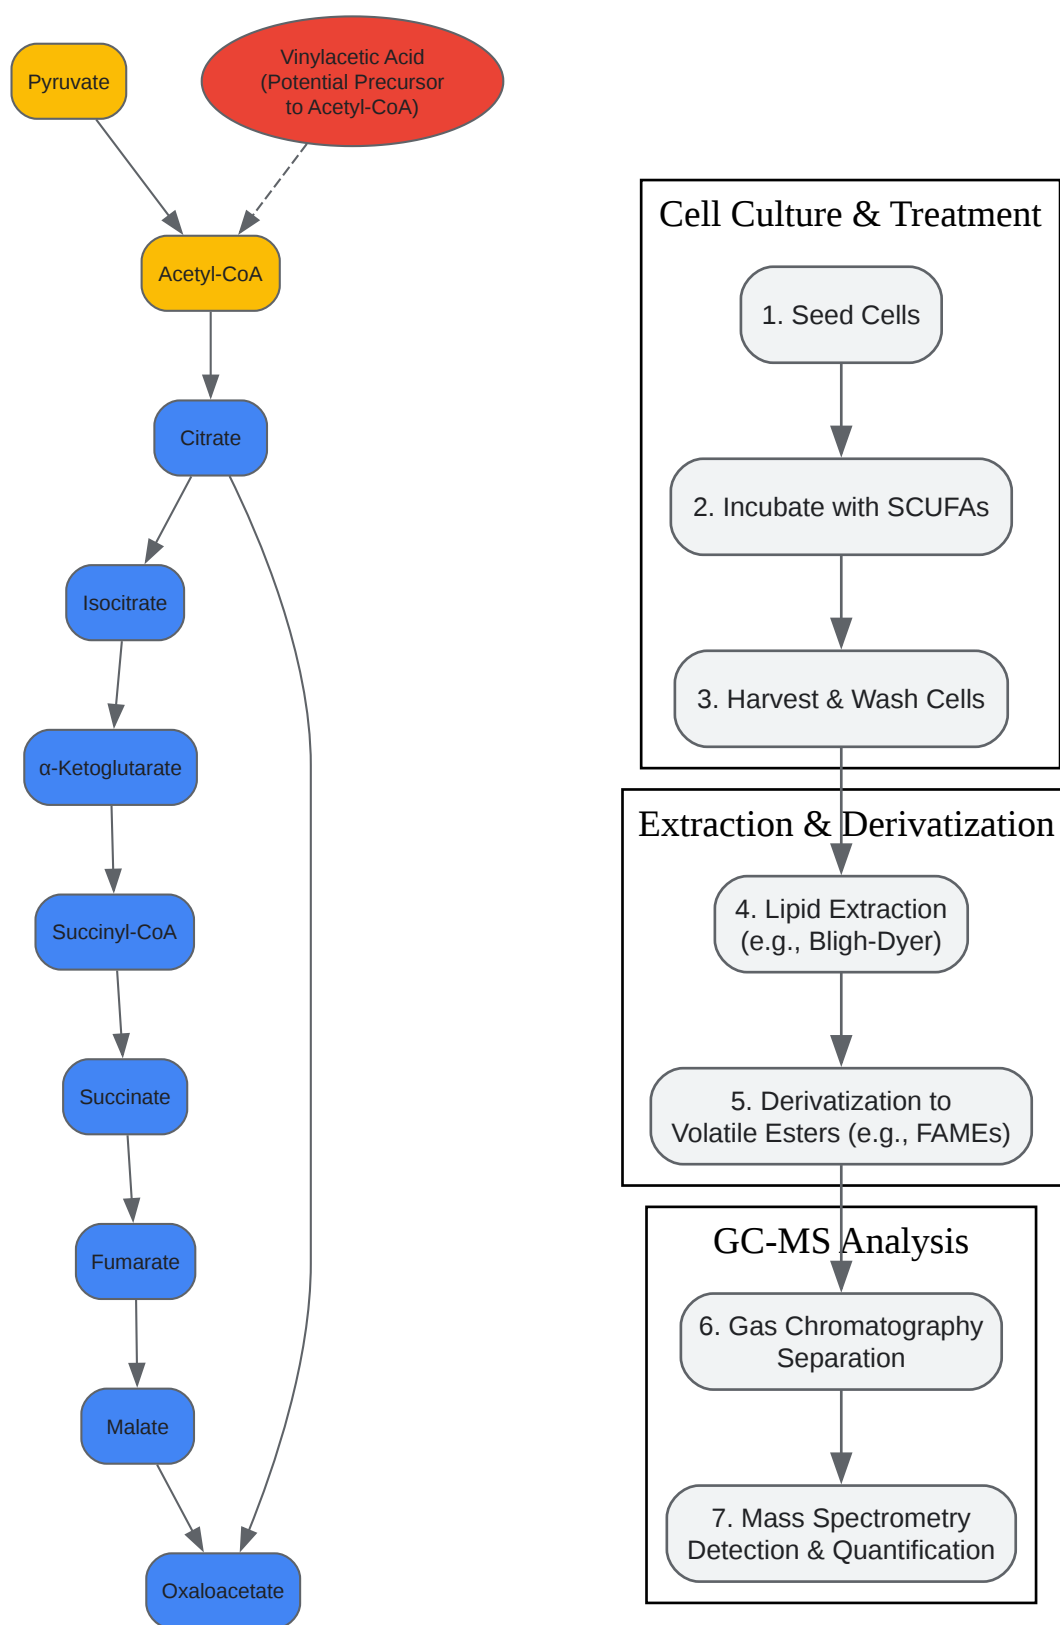 Pyruvate
Vinylacetic Acid
(Potential Precursor
to Acetyl-CoA)
Acetyl-CoA
Citrate
Isocitrate
α-Ketoglutarate
Succinyl-CoA
Succinate
Fumarate
Malate
Oxaloacetate
Cell Culture & Treatment
1. Seed Cells
2. Incubate with SCUFAs
3. Harvest & Wash Cells
Extraction & Derivatization
4. Lipid Extraction
(e.g., Bligh-Dyer)
5. Derivatization to
Volatile Esters (e.g., FAMEs)
GC-MS Analysis
6. Gas Chromatography
Separation
7. Mass Spectrometry
Detection & Quantification